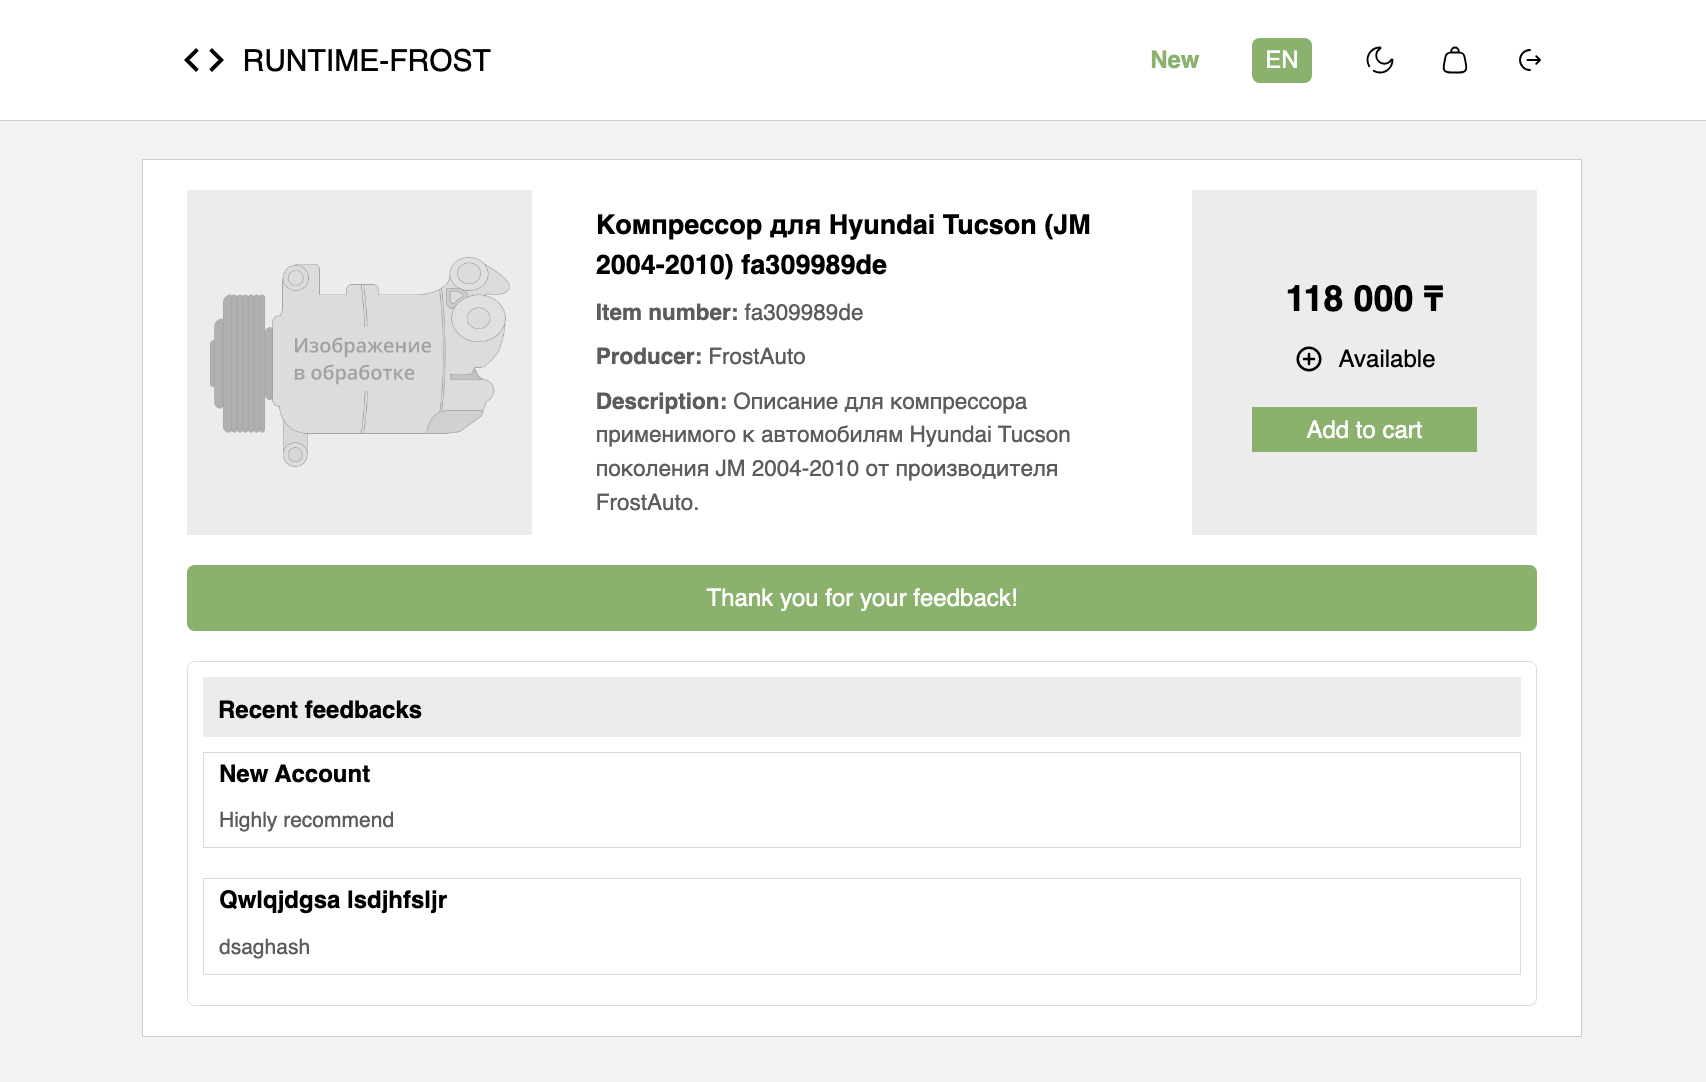 RUNTIME-FROST
New
EN
Компрессор для Hyundai Tucson (JM
2004-2010) fa309989de
Item number: fa309989de
Producer: FrostAuto
Description: Описание для компрессора
применимого к автомобилям Hyundai Tucson
поколения JM 2004-2010 от производителя
FrostAuto.
Изображение
в обработке
118 000 ₸
Available
Add to cart
Thank you for your feedback!
Recent feedbacks
New Account
Highly recommend
Qwlqjdgsa lsdjhfsljr
dsaghash